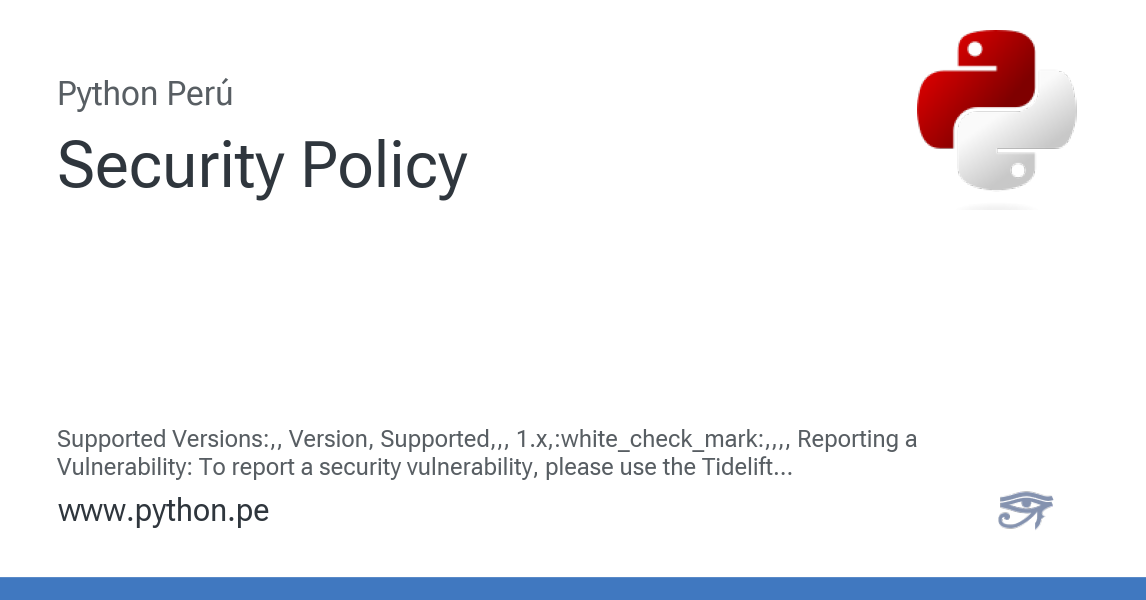 Python Perú
Security Policy
Supported Versions:,, Version, Supported,,, 1.x,:white_check_mark:,,,, Reporting a
Vulnerability: To report a security vulnerability, please use the Tidelift...
www.python.pe